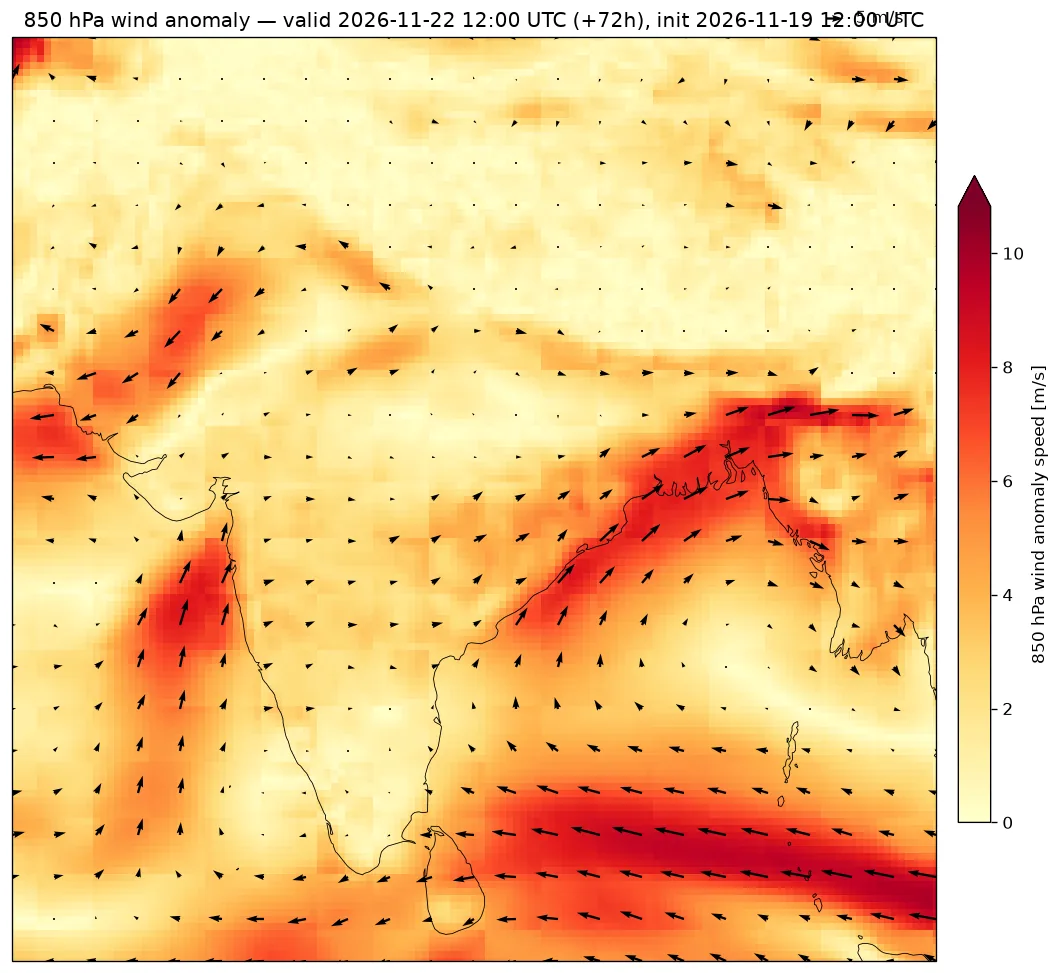 850 hPa wind anomaly — valid 2026-11-22 12:00 UTC (+72h), init 2026-11-19 12:00 UTC
5 m/s
10
8
6
4
2
0
850 hPa wind anomaly speed [m/s]